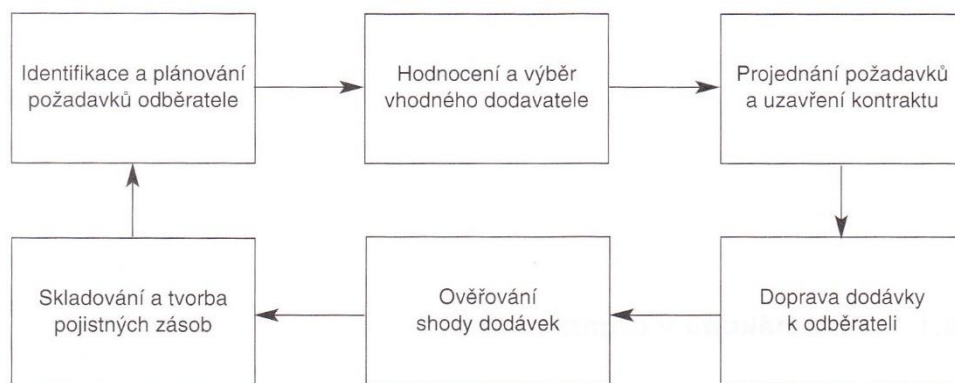 Identifikace a plánování
požadavků odběratele
Hodnocení a výběr
vhodného dodavatele
Projednání požadavků
a uzavření kontraktu
Doprava dodávky
k odběrateli
Ověřování
shody dodávek
Skladování a tvorba
pojistných zásob